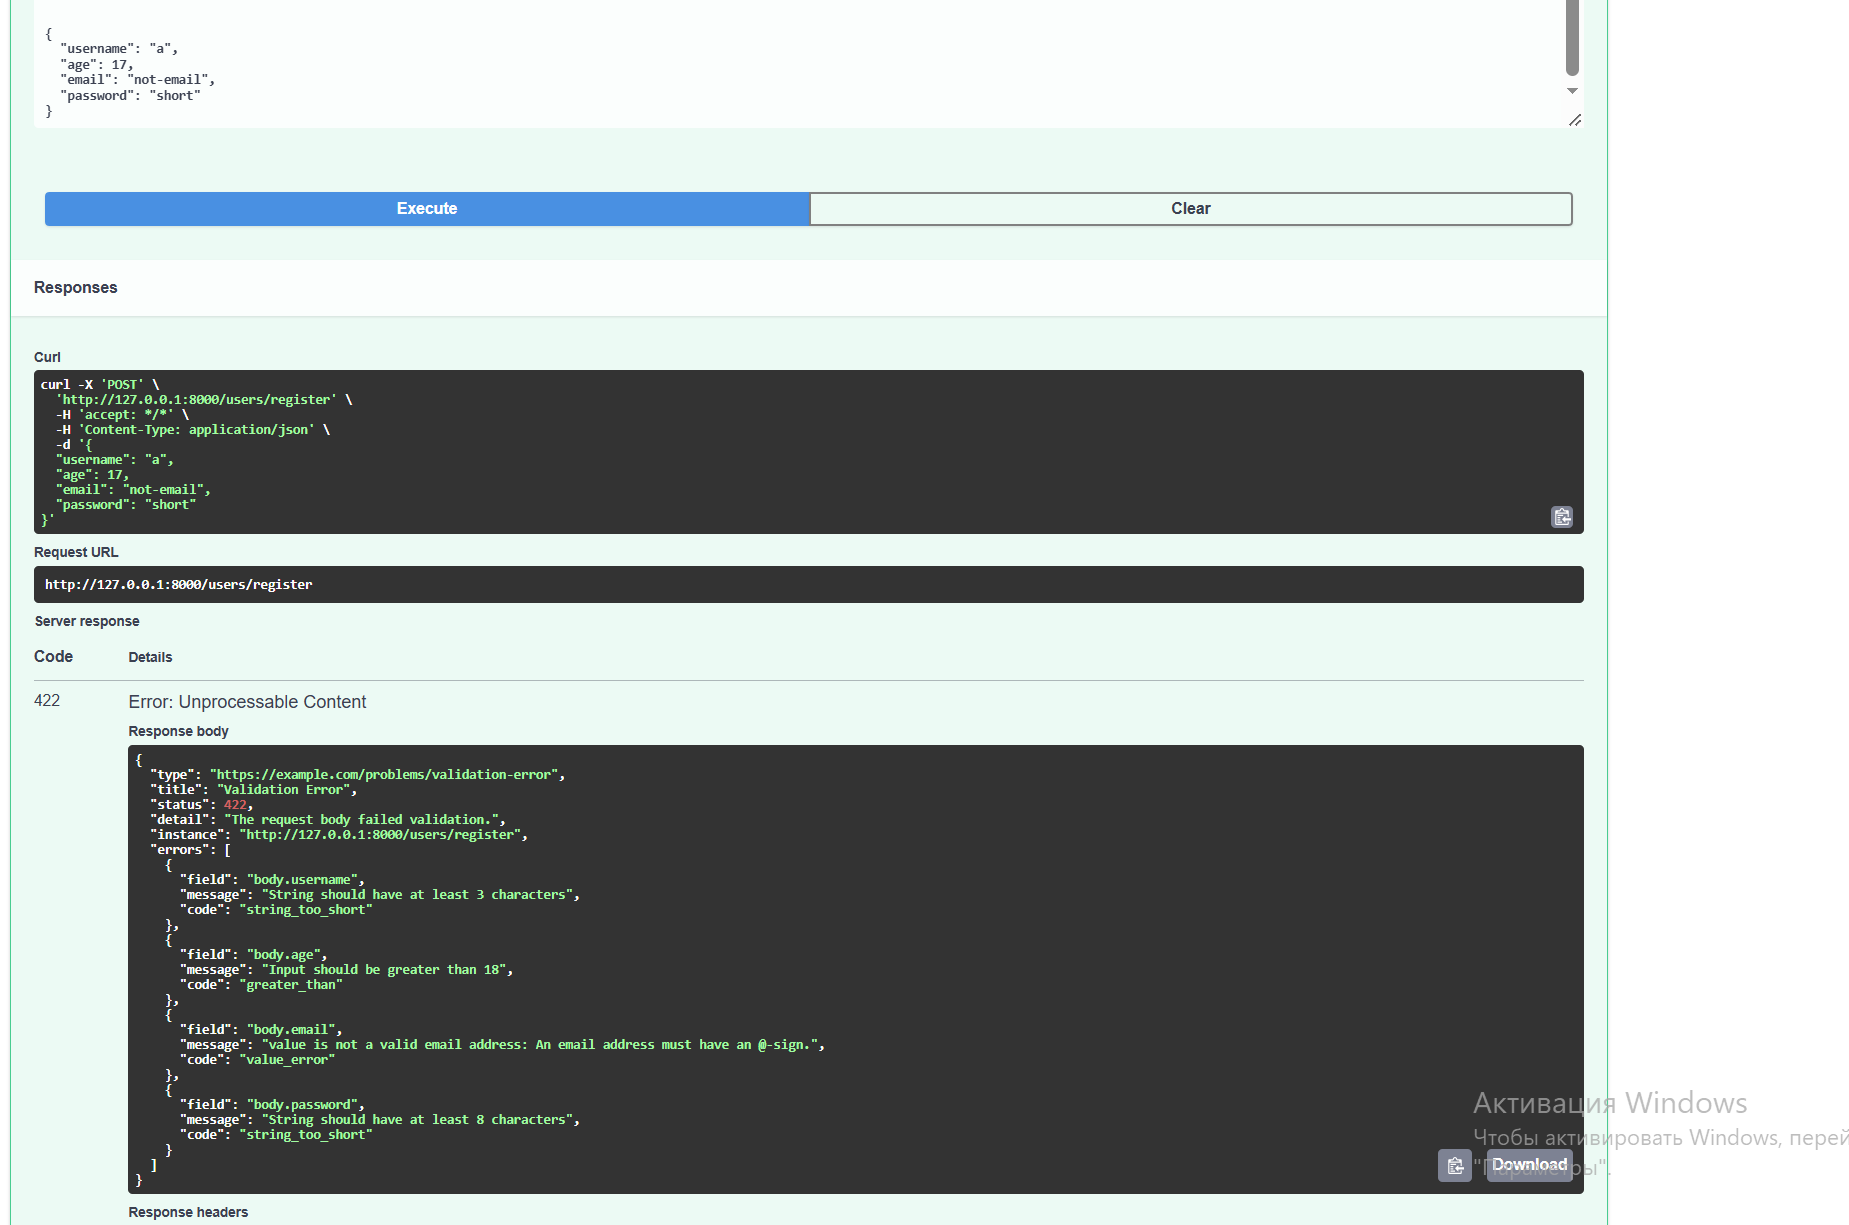 {
  "username": "a",
  "age": 17,
  "email": "not-email",
  "password": "short"
}
Execute
Clear
Responses
Curl
curl -X 'POST' \
  'http://127.0.0.1:8000/users/register' \
  -H 'accept: */*' \
  -H 'Content-Type: application/json' \
  -d '{
  "username": "a",
  "age": 17,
  "email": "not-email",
  "password": "short"
}'
Request URL
http://127.0.0.1:8000/users/register
Server response
Code Details
422 Error: Unprocessable Content
Response body
{
  "type": "https://example.com/problems/validation-error",
  "title": "Validation Error",
  "status": 422,
  "detail": "The request body failed validation.",
  "instance": "http://127.0.0.1:8000/users/register",
  "errors": [
    {
      "field": "body.username",
      "message": "String should have at least 3 characters",
      "code": "string_too_short"
    },
    {
      "field": "body.age",
      "message": "Input should be greater than 18",
      "code": "greater_than"
    },
    {
      "field": "body.email",
      "message": "value is not a valid email address: An email address must have an @-sign.",
      "code": "value_error"
    },
    {
      "field": "body.password",
      "message": "String should have at least 8 characters",
      "code": "string_too_short"
    }
  ]
}
Download
Response headers
Активация Windows
Чтобы активировать Windows, перей
"Параметры".